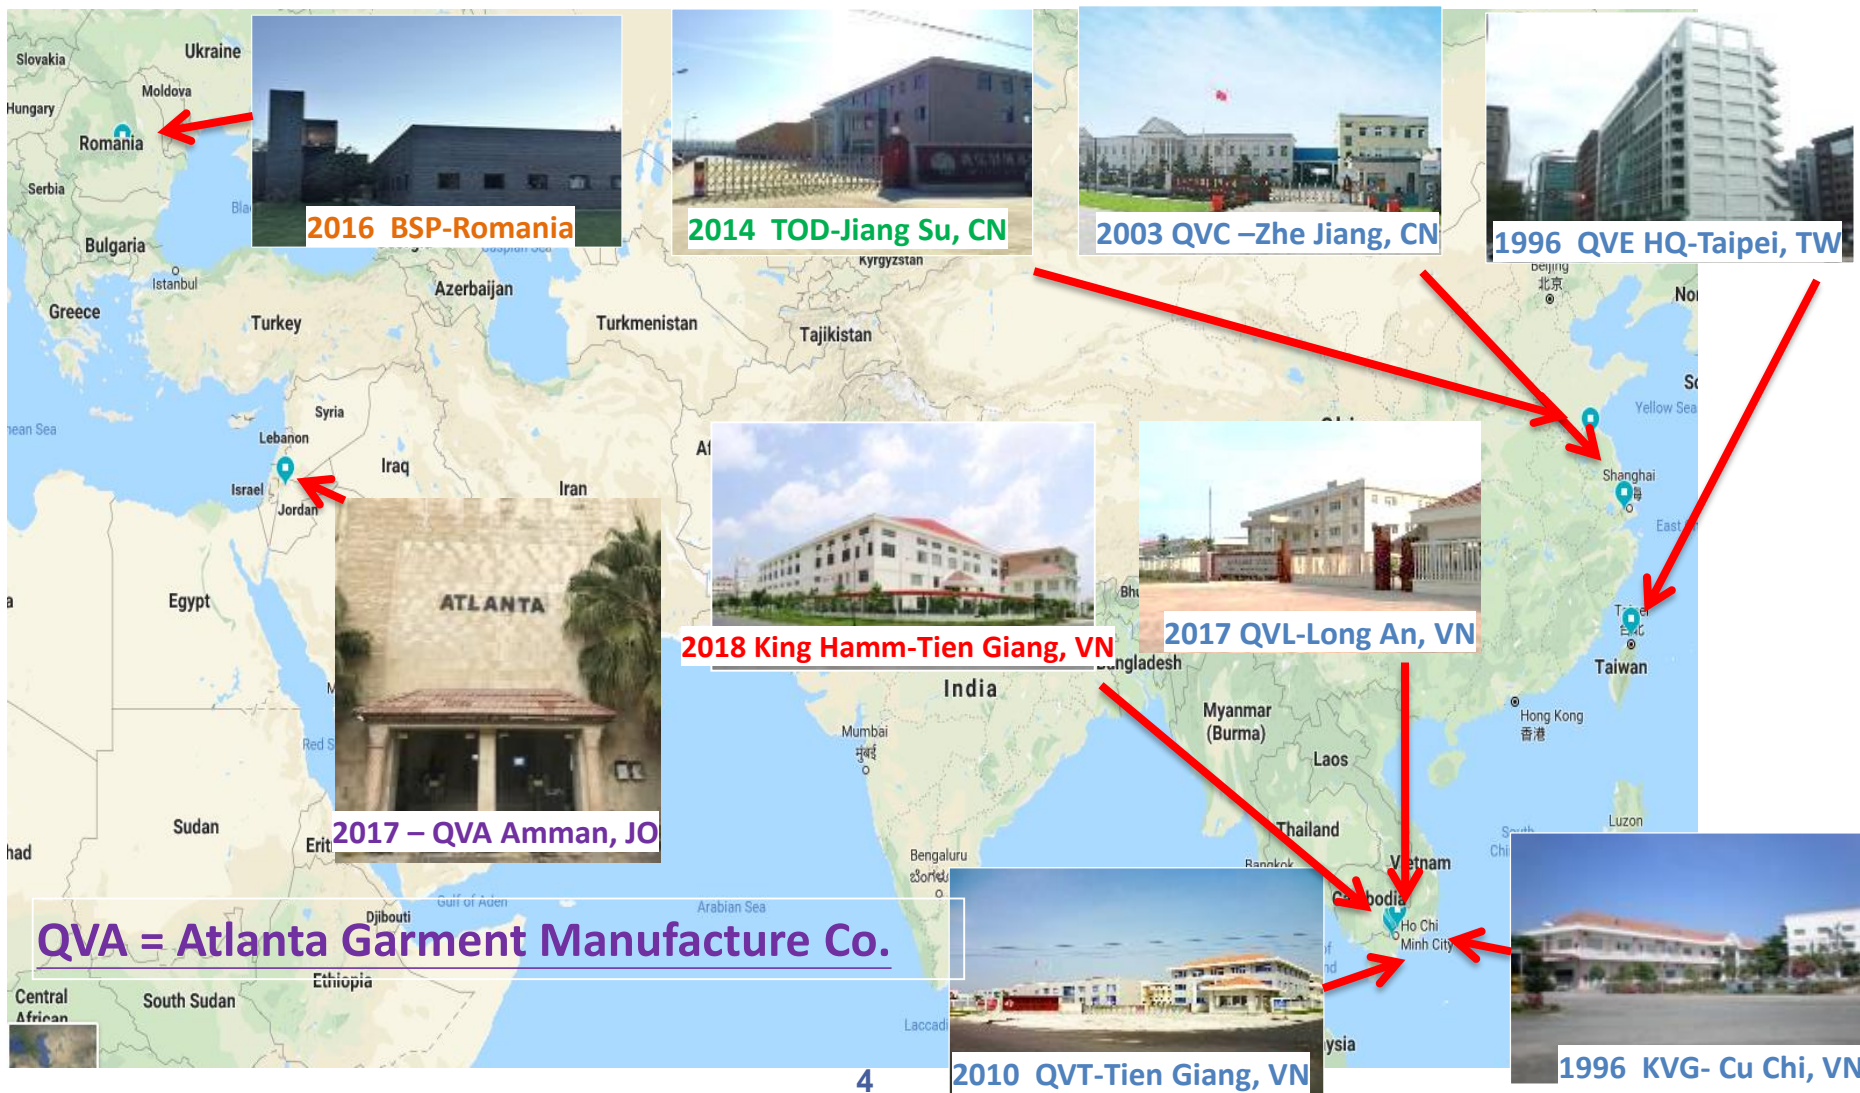 Slovakia
Ukraine
Hungary
Moldova
Romania
Serbia
Bulgaria
Istanbul
Greece
Turkey
Azerbaijan
Turkmenistan
Kyrgyzstan
Tajikistan
2016 BSP-Romania
2014 TOD-Jiang Su, CN
2003 QVC –Zhe Jiang, CN
1996 QVE HQ-Taipei, TW
Beijing
北京
Yellow Sea
Syria
Lebanon
Iraq
Iran
Israel
Jordan
Shanghai
Egypt
ATLANTA
2018 King Hamm-Tien Giang, VN
2017 QVL-Long An, VN
Bangladesh
India
Taiwan
Hong Kong
香港
Myanmar
(Burma)
Mumbai
मुंबई
Laos
Sudan
2017 – QVA Amman, JO
Thailand
Luzon
Bengaluru
Bangkok
Vietnam
Cambodia
Gulf of Aden
Arabian Sea
Djibouti
QVA = Atlanta Garment Manufacture Co.
Ho Chi
Minh City
Ethiopia
Central
African
South Sudan
2010 QVT-Tien Giang, VN
1996 KVG- Cu Chi, VN
4